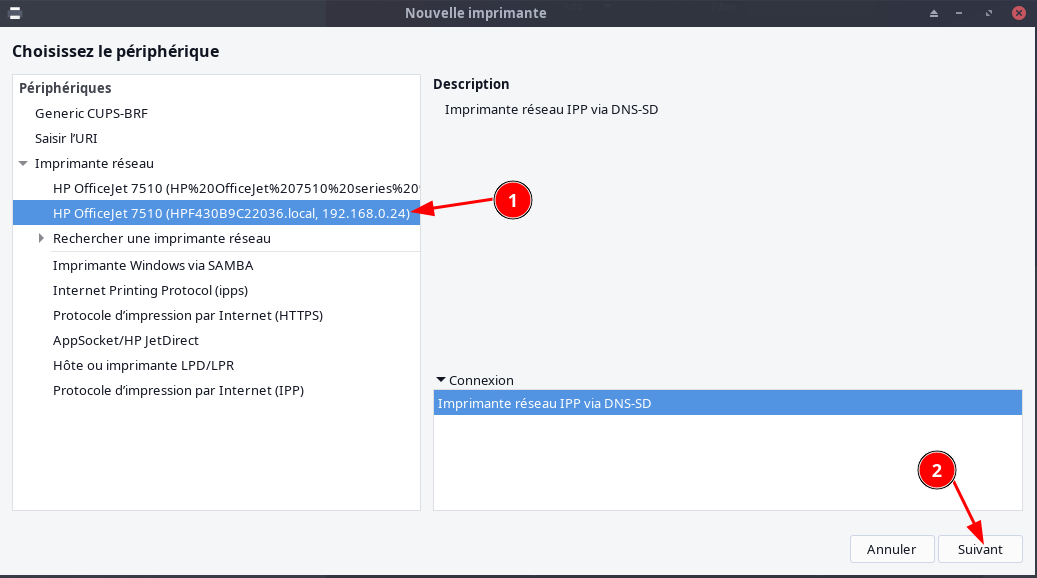 Nouvelle imprimante
Choisissez le périphérique
Périphériques
Generic CUPS-BRF
Saisir l'URI
Imprimante réseau
HP OfficeJet 7510 (HP%20OfficeJet%207510%20series%20
HP OfficeJet 7510 (HPF430B9C22036.local, 192.168.0.24)
Rechercher une imprimante réseau
Imprimante Windows via SAMBA
Internet Printing Protocol (ipps)
Protocole d'impression par Internet (HTTPS)
AppSocket/HP JetDirect
Hôte ou imprimante LPD/LPR
Protocole d'impression par Internet (IPP)
1
Description
Imprimante réseau IPP via DNS-SD
Connexion
Imprimante réseau IPP via DNS-SD
2
Annuler
Suivant